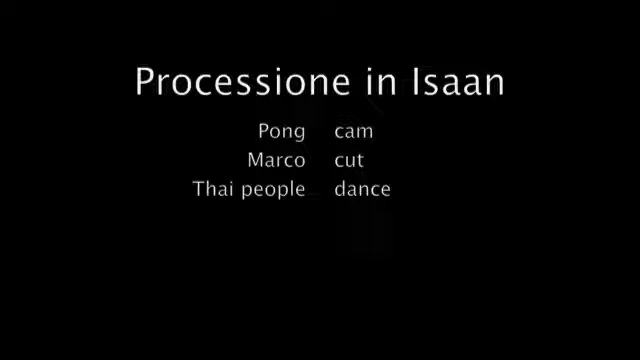 Processione in Isaan
Pong cam
Marco cut
Thai people dance